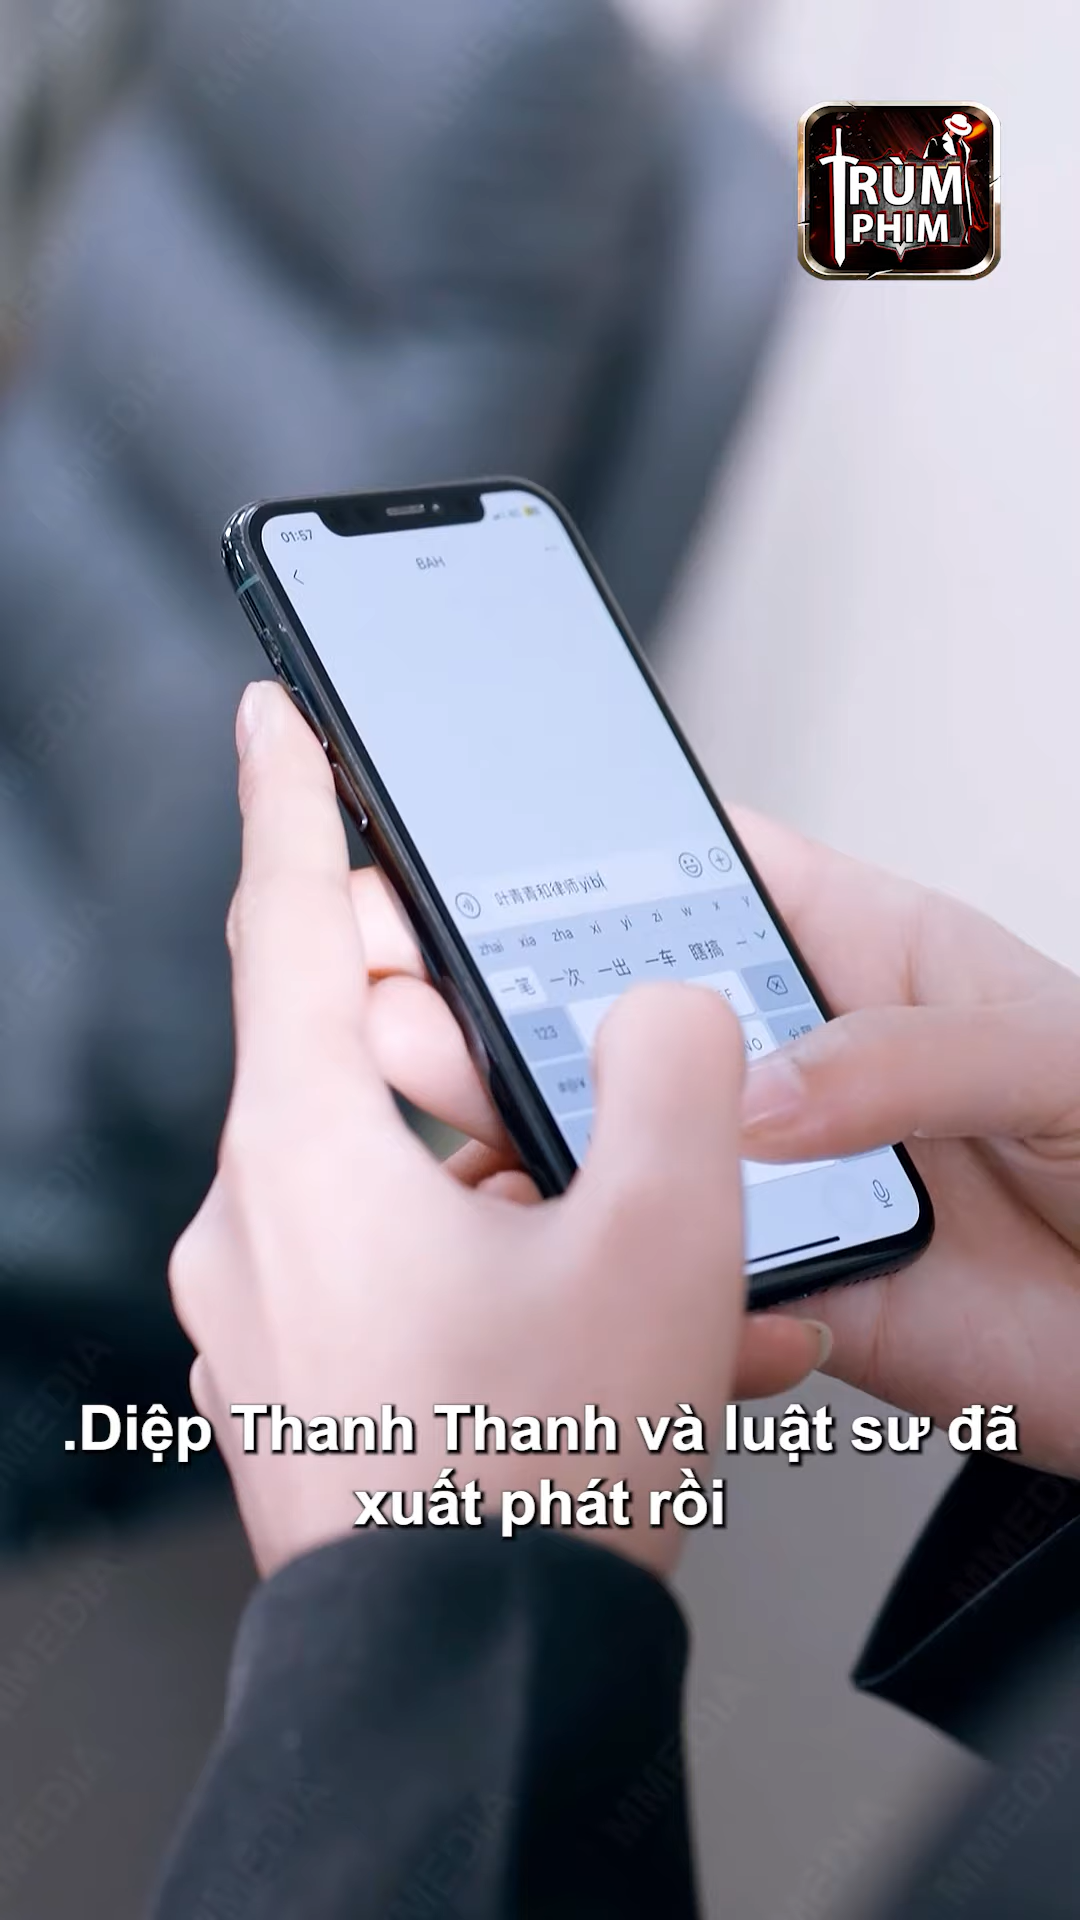 TRÙM
PHIM
01:57
BAH
叶青青和律师yibi
zhai xia zha xi yi zi w x y
一笔 一次 一出 一车 瞎搞 一
123
#@¥
.Diệp Thanh Thanh và luật sư đã
xuất phát rồi
MMEDIA